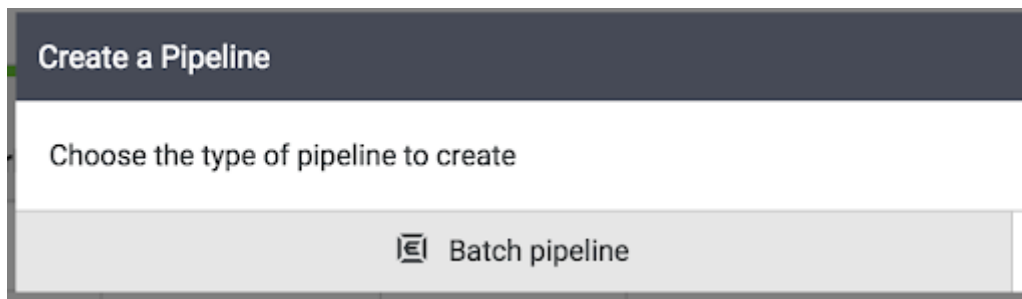 Create a Pipeline
Choose the type of pipeline to create
Batch pipeline